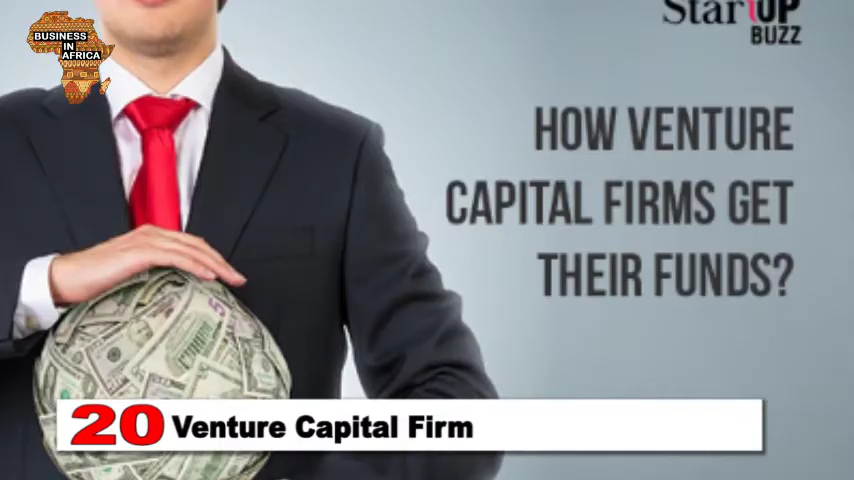 BUSINESS
IN
AFRICA
StartUP
BUZZ
HOW VENTURE
CAPITAL FIRMS GET
THEIR FUNDS?
20 Venture Capital Firm